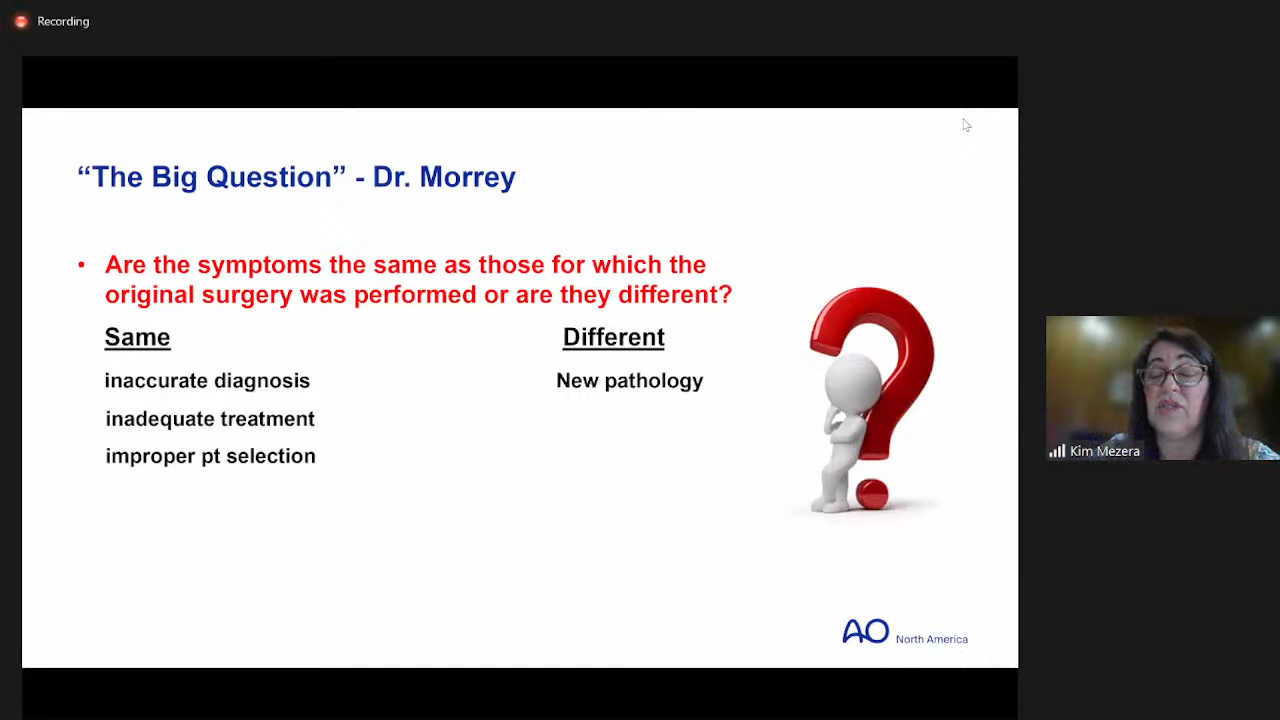 Recording
“The Big Question” - Dr. Morrey
• Are the symptoms the same as those for which the
original surgery was performed or are they different?
Same
Different
inaccurate diagnosis
New pathology
inadequate treatment
improper pt selection
Kim Mezera
AO North America